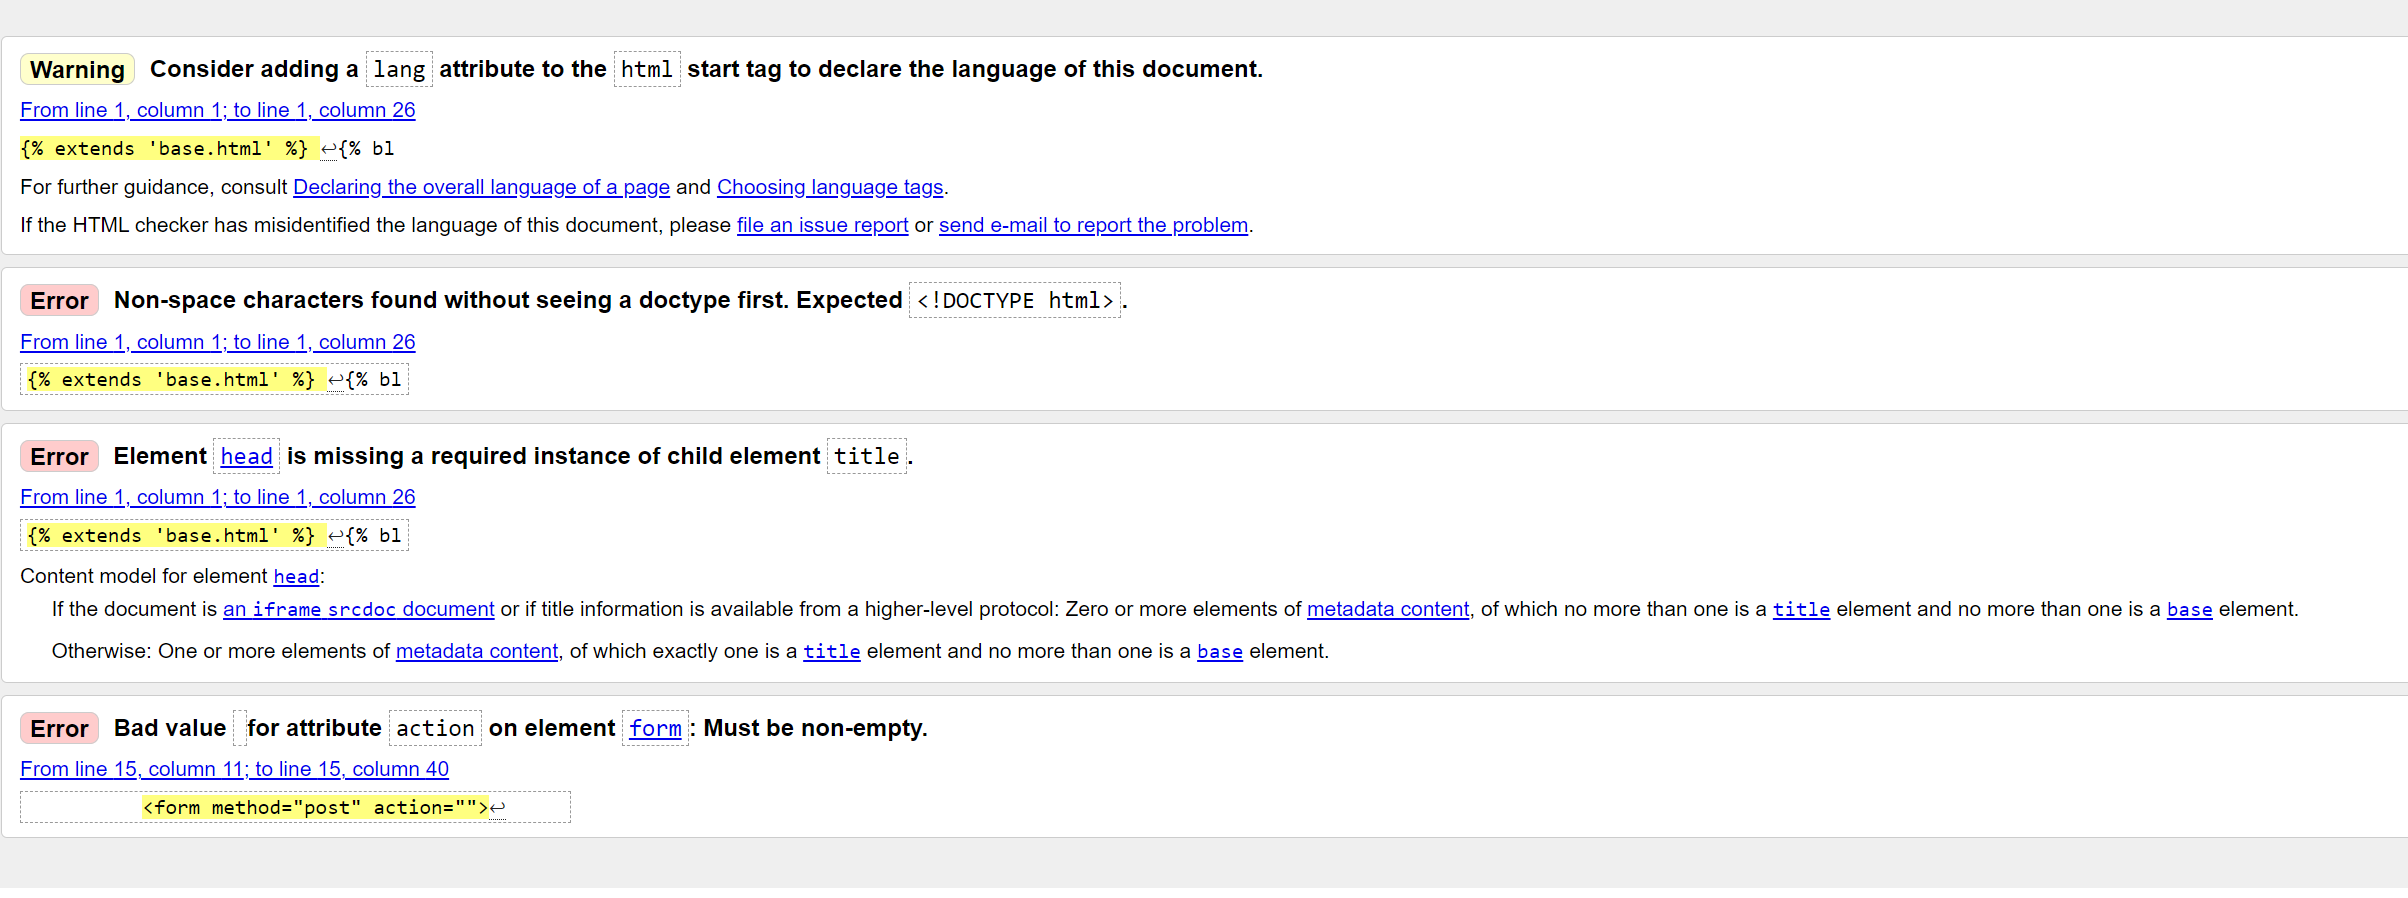 Warning Consider adding a lang attribute to the html start tag to declare the language of this document.
From line 1, column 1; to line 1, column 26
{% extends 'base.html' %} ↩{% bl
For further guidance, consult Declaring the overall language of a page and Choosing language tags.
If the HTML checker has misidentified the language of this document, please file an issue report or send e-mail to report the problem.
Error Non-space characters found without seeing a doctype first. Expected <!DOCTYPE html>.
From line 1, column 1; to line 1, column 26
{% extends 'base.html' %} ↩{% bl
Error Element head is missing a required instance of child element title.
From line 1, column 1; to line 1, column 26
{% extends 'base.html' %} ↩{% bl
Content model for element head:
If the document is an iframe srcdoc document or if title information is available from a higher-level protocol: Zero or more elements of metadata content, of which no more than one is a title element and no more than one is a base element.
Otherwise: One or more elements of metadata content, of which exactly one is a title element and no more than one is a base element.
Error Bad value for attribute action on element form: Must be non-empty.
From line 15, column 11; to line 15, column 40
<form method="post" action="">↩